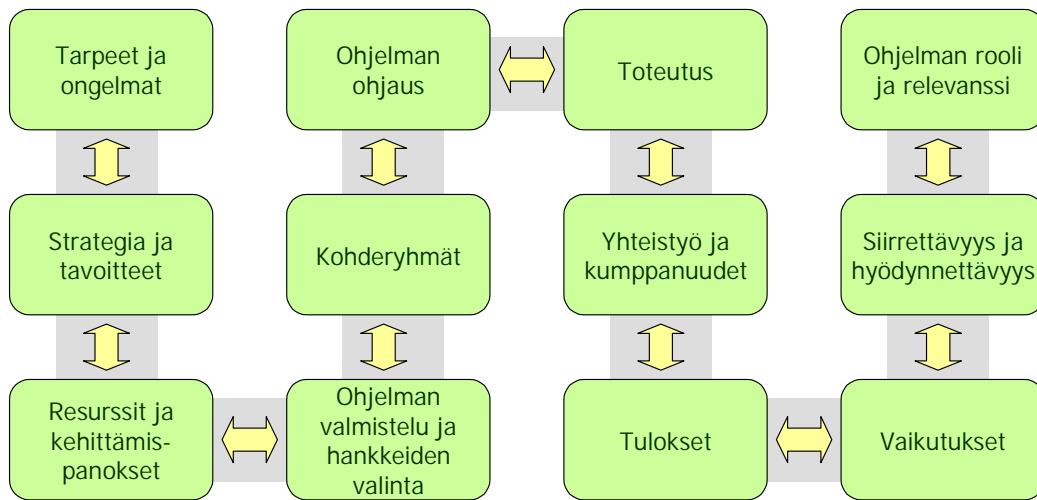 Tarpeet ja
ongelmat
Ohjelman
ohjaus
Toteutus
Ohjelman rooli
ja relevanssi
Strategia ja
tavoitteet
Kohderyhmät
Yhteistyö ja
kumppanuudet
Siirrettävyys ja
hyödynnettävyys
Resurssit ja
kehittämis-
panokset
Ohjelman
valmistelu ja
hankkeiden
valinta
Tulokset
Vaikutukset